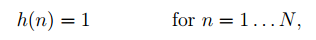 h(n) = 1 for n = 1 . . . N,